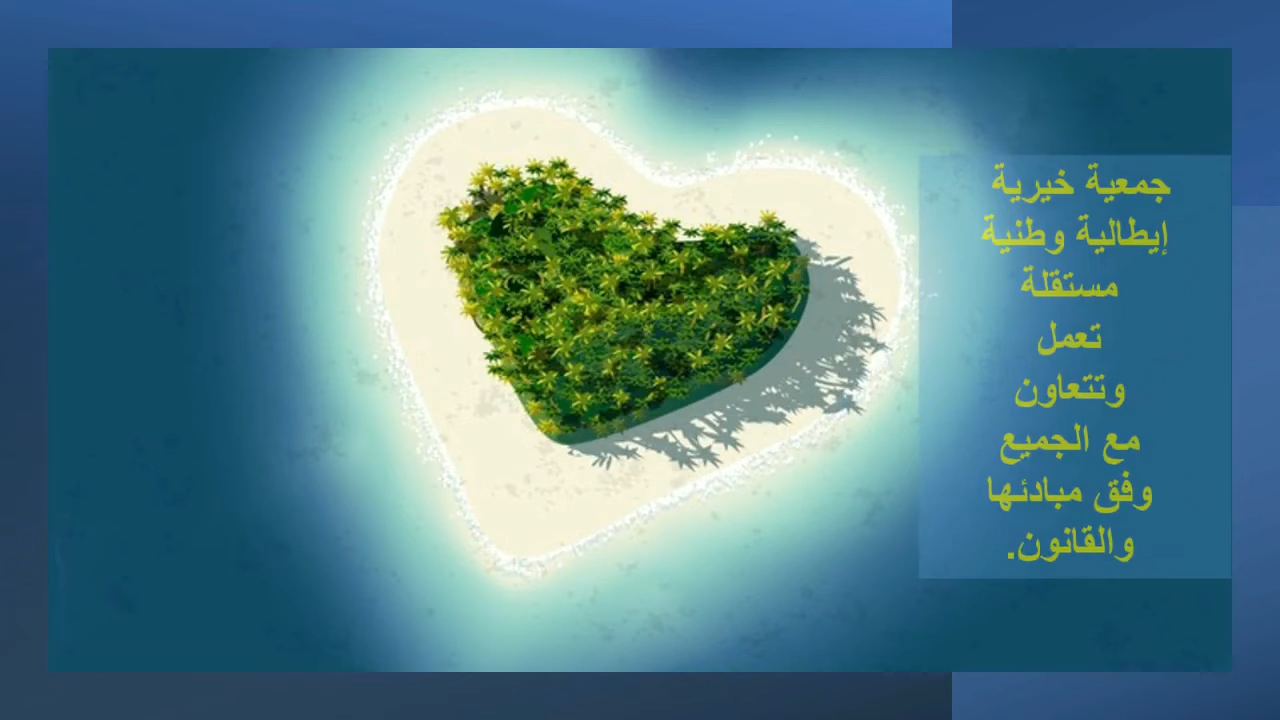 جمعية خيرية
إيطالية وطنية
مستقلة
تعمل
وتتعاون
مع الجميع
وفق مبادئها
والقانون.